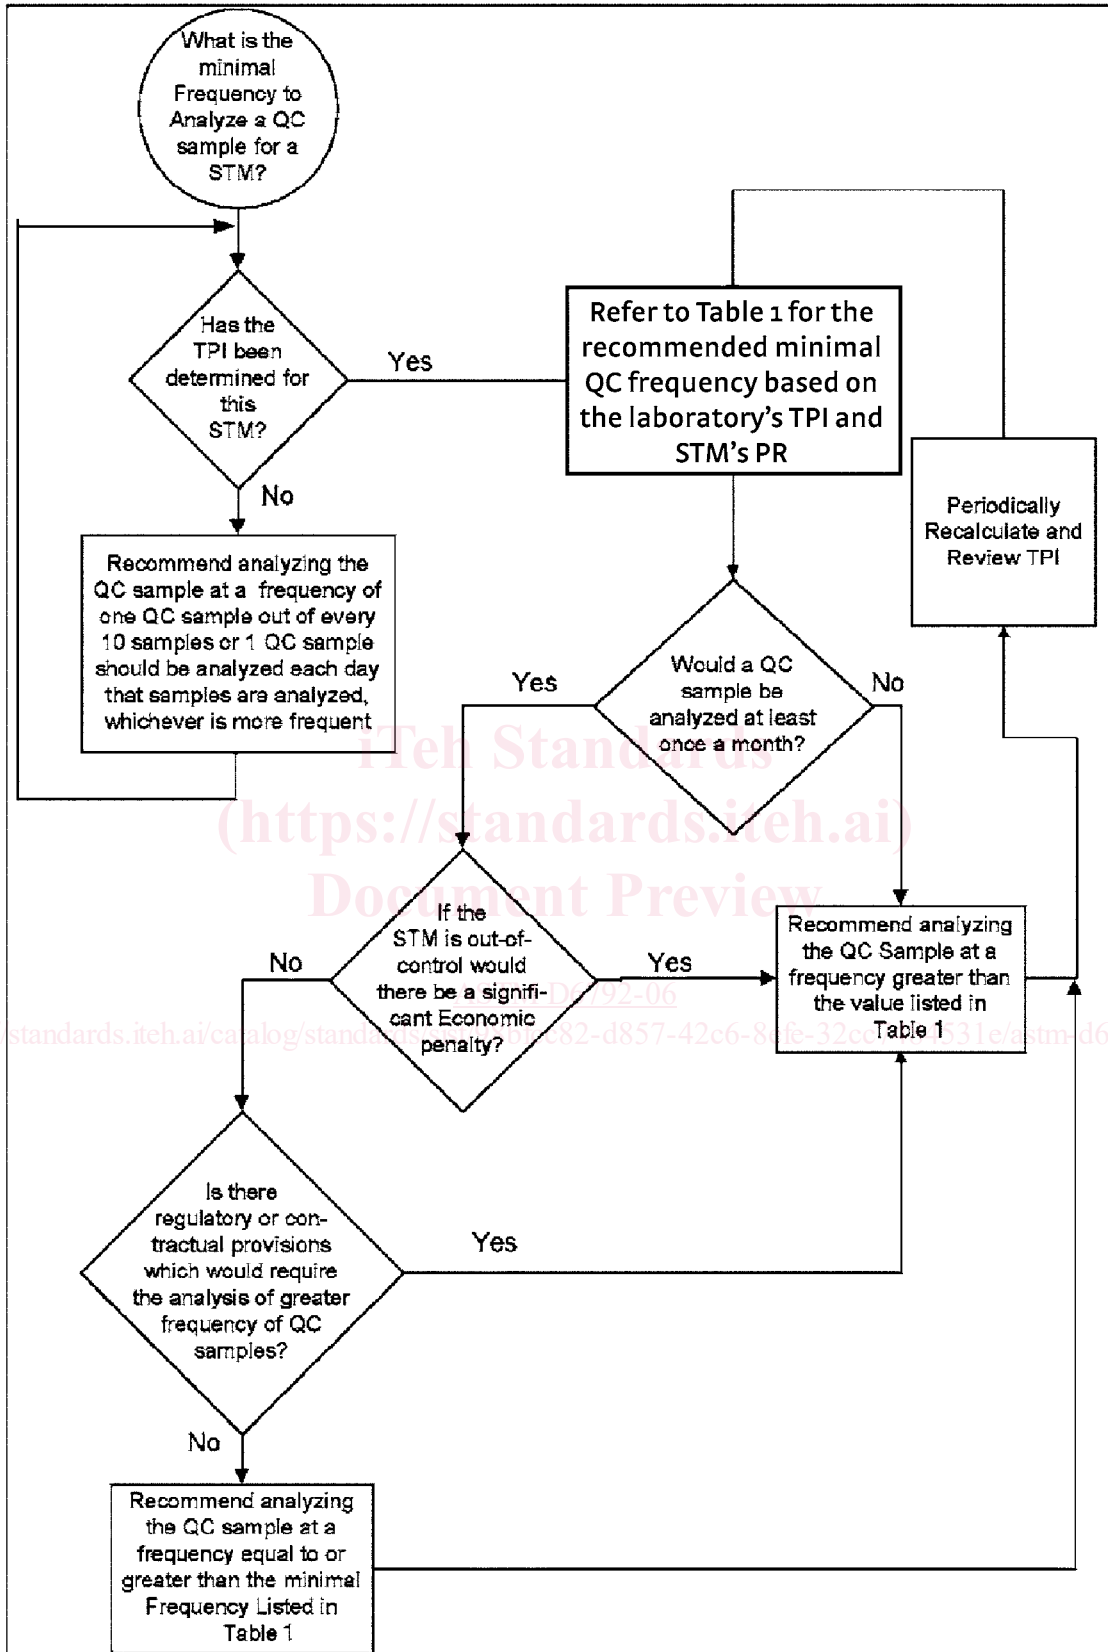 What is the
minimal
Frequency to
Analyze a QC
sample for a
STM?
Has the
TPI been
determined for
this
STM?
Yes
No
Refer to Table 1 for the
recommended minimal
QC frequency based on
the laboratory's TPI and
STM's PR
Periodically
Recalculate and
Review TPI
Recommend analyzing the
QC sample at a frequency of
one QC sample out of every
10 samples or 1 QC sample
should be analyzed each day
that samples are analyzed,
whichever is more frequent
Would a QC
sample be
analyzed at least
once a month?
Yes
No
iTeh Standards
(https://standards.iteh.ai)
Document Preview
If the
STM is out-of-
control would
there be a signifi-
cant Economic
penalty?
No
Yes
Recommend analyzing
the QC Sample at a
frequency greater than
the value listed in
Table 1
D6792-06
/standards.iteh.ai/catalog/standards/
Is there
regulatory or con-
tractual provisions
which would require
the analysis of greater
frequency of QC
samples?
Yes
No
Recommend analyzing
the QC sample at a
frequency equal to or
greater than the minimal
Frequency Listed in
Table 1